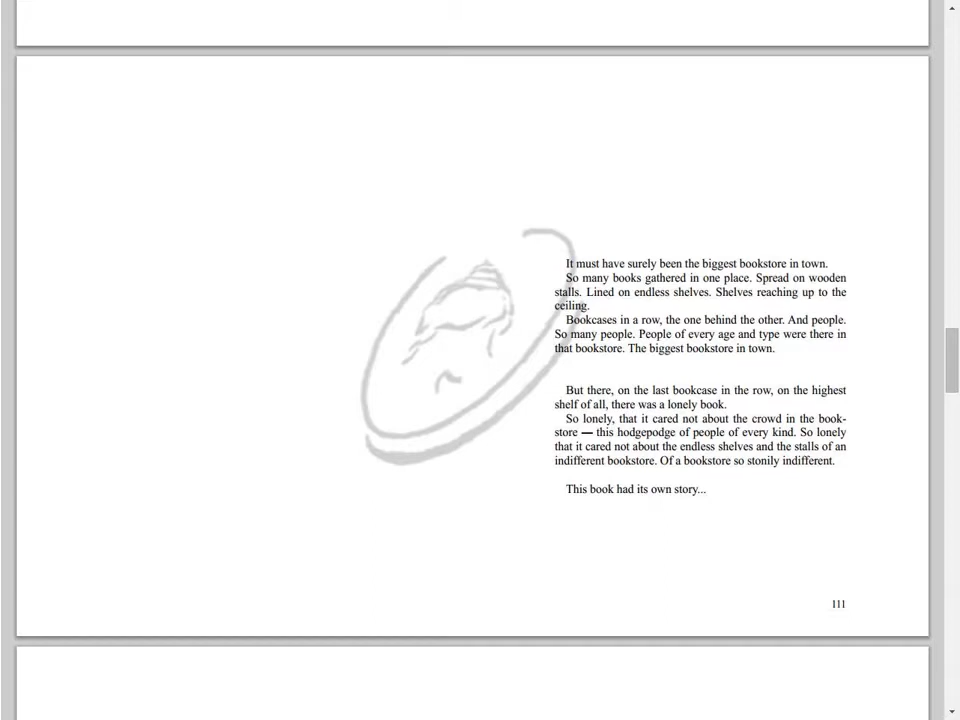 It must have surely been the biggest bookstore in town.
So many books gathered in one place. Spread on wooden
stalls. Lined on endless shelves. Shelves reaching up to the
ceiling.
Bookcases in a row, the one behind the other. And people.
So many people. People of every age and type were there in
that bookstore. The biggest bookstore in town.
But there, on the last bookcase in the row, on the highest
shelf of all, there was a lonely book.
So lonely, that it cared not about the crowd in the book-
store — this hodgepodge of people of every kind. So lonely
that it cared not about the endless shelves and the stalls of an
indifferent bookstore. Of a bookstore so stonily indifferent.
This book had its own story...
111